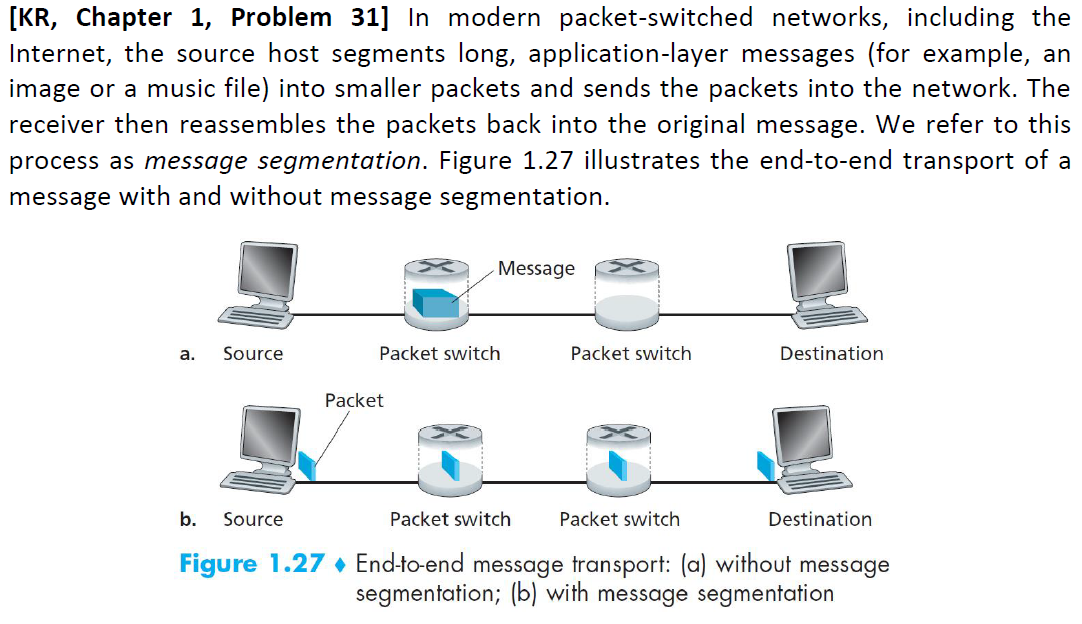 [KR, Chapter 1, Problem 31] In modern packet-switched networks, including the
Internet, the source host segments long, application-layer messages (for example, an
image or a music file) into smaller packets and sends the packets into the network. The
receiver then reassembles the packets back into the original message. We refer to this
process as message segmentation. Figure 1.27 illustrates the end-to-end transport of a
message with and without message segmentation.
Message
a. Source Packet switch Packet switch Destination
Packet
b. Source Packet switch Packet switch Destination
Figure 1.27 ♦ End-to-end message transport: (a) without message
segmentation; (b) with message segmentation